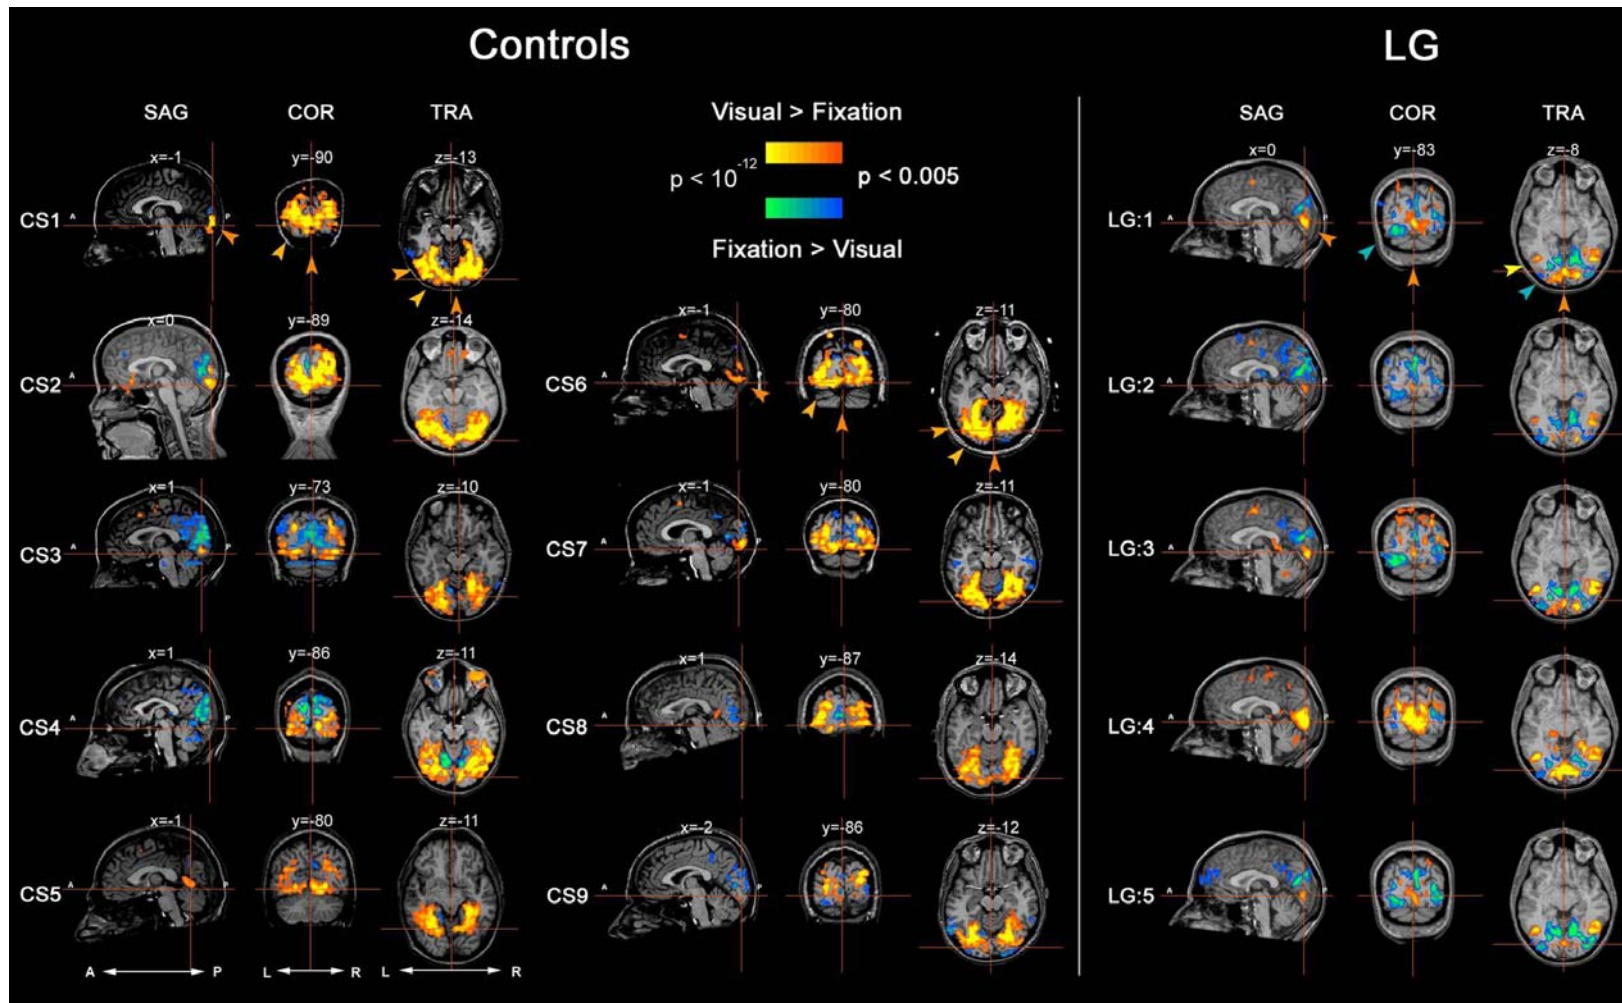 Controls
LG
SAG COR TRA
Visual > Fixation
p < 10-12 p < 0.005
Fixation > Visual
SAG COR TRA
x=-1 y=-90 z=-13
CS1 A P
x=0 y=-89 z=-14
CS2 A P
x=1 y=-73 z=-10
CS3 A P
x=1 y=-86 z=-11
CS4 A P
x=-1 y=-80 z=-11
CS5 A P
A P L R L R
x=-1 y=-80 z=-11
CS6 A P
x=-1 y=-80 z=-11
CS7 A P
x=1 y=-87 z=-14
CS8 A P
x=-2 y=-86 z=-12
CS9 A P
x=0 y=-83 z=-8
LG:1 A P
LG:2 A P
LG:3 A P
LG:4 A P
LG:5 A P